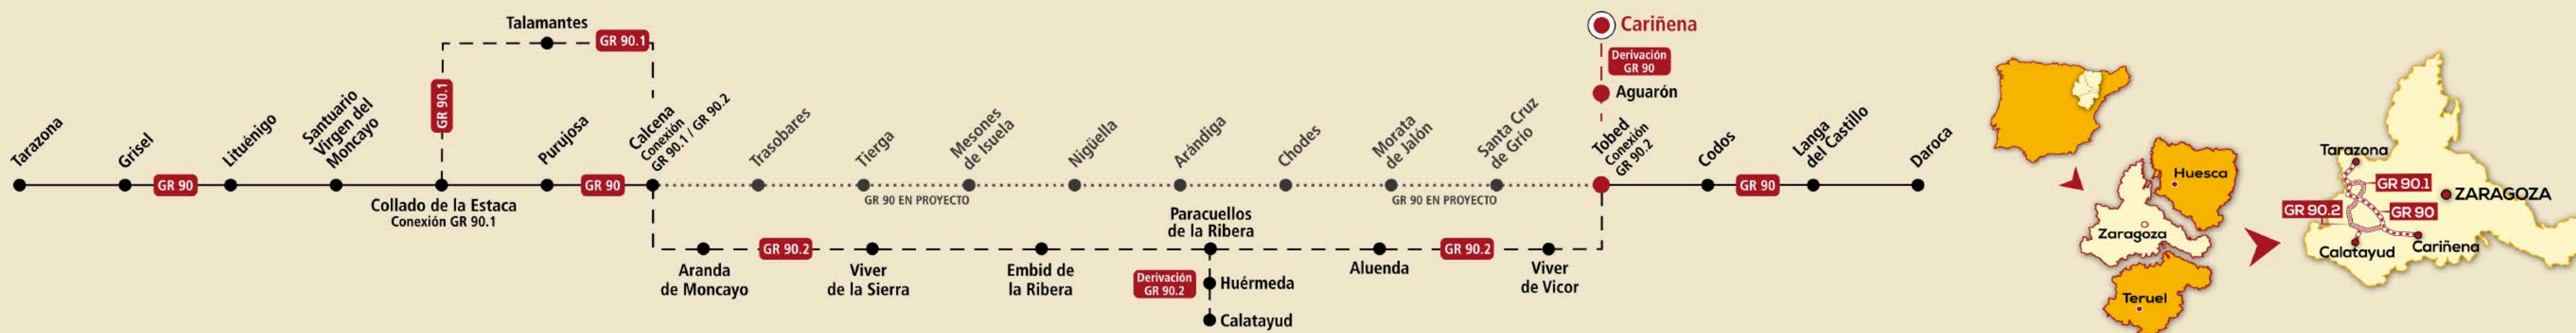 Talamantes
GR 90.1
GR 90.1
Tarazona
Grisel
GR 90
Lituénigo
Santuario
Virgen del
Moncayo
Collado de la Estaca
Conexión GR 90.1
Purujosa
GR 90
Calcena
Conexión
GR 90.1 / GR 90.2
Trasobares
Tierga
GR 90 EN PROYECTO
Mesones
de Isuela
Nigüella
Arándiga
Chodes
Morata
de Jalón
GR 90 EN PROYECTO
Santa Cruz
de Grío
Cariñena
Derivación
GR 90
Aguarón
Tobed
Conexión
GR 90.2
Codos
GR 90
Langa
del Castillo
Daroca
Aranda
de Moncayo
GR 90.2
Viver
de la Sierra
Embid de
la Ribera
Paracuellos
de la Ribera
Derivación
GR 90.2
Huérmeda
Calatayud
Aluenda
GR 90.2
Viver
de Vicor
Huesca
Zaragoza
Teruel
Tarazona
GR 90.1
ZARAGOZA
GR 90.2
GR 90
Calatayud
Cariñena